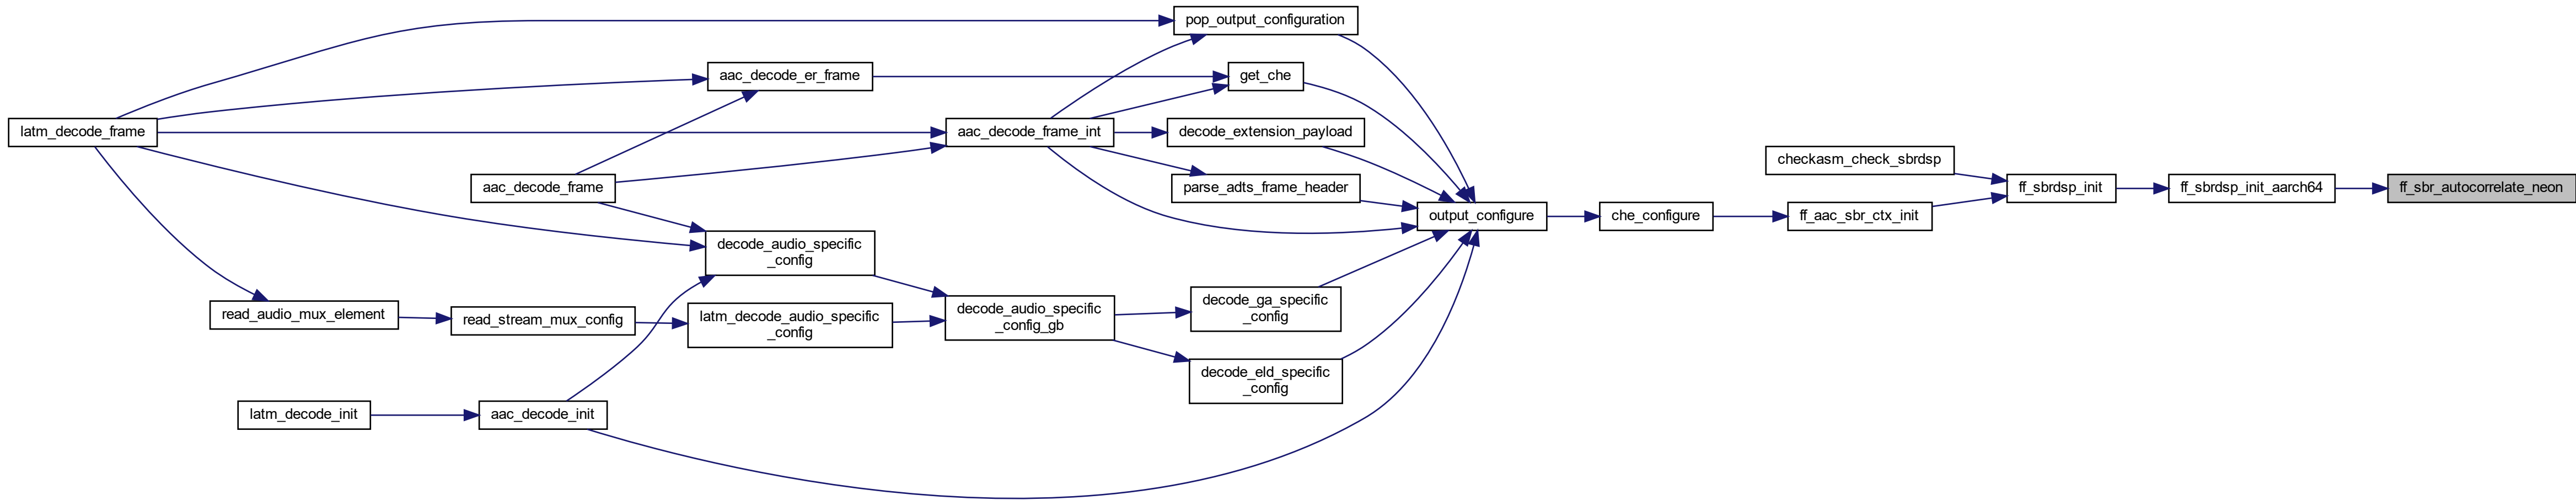 pop_output_configuration
aac_decode_er_frame
get_che
latm_decode_frame
aac_decode_frame_int
decode_extension_payload
checkasm_check_sbrdsp
aac_decode_frame
parse_adts_frame_header
ff_sbrdsp_init
ff_sbrdsp_init_aarch64
ff_sbr_autocorrelate_neon
output_configure
che_configure
ff_aac_sbr_ctx_init
decode_audio_specific
_config
read_audio_mux_element
read_stream_mux_config
latm_decode_audio_specific
_config
decode_audio_specific
_config_gb
decode_ga_specific
_config
decode_eld_specific
_config
latm_decode_init
aac_decode_init